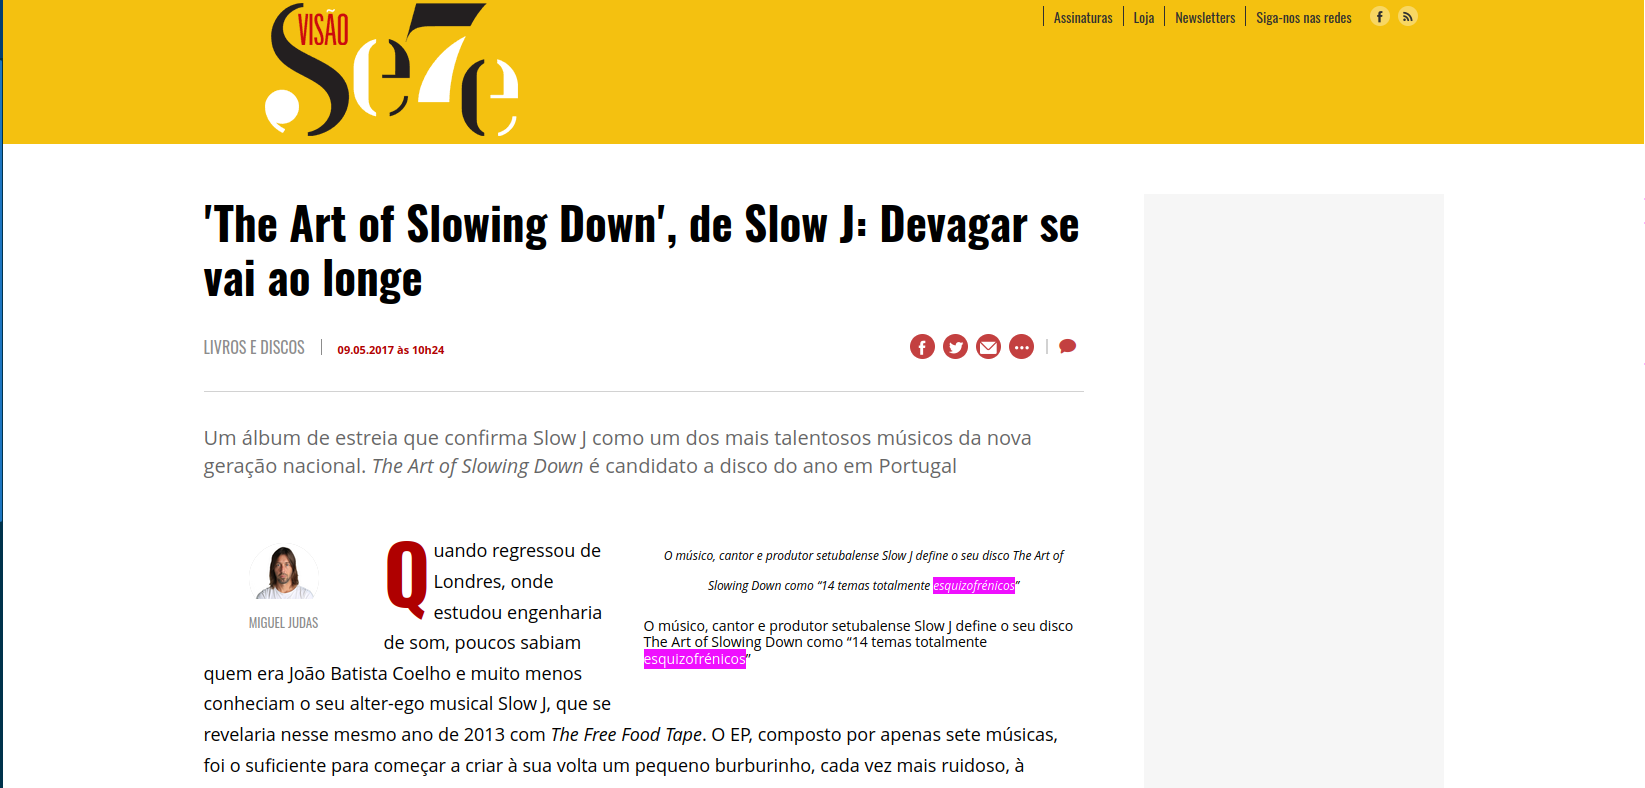 VISÃO
Se7e
Assinaturas
Loja
Newsletters
Siga-nos nas redes
'The Art of Slowing Down', de Slow J: Devagar se
vai ao longe
LIVROS E DISCOS
09.05.2017 às 10h24
Um álbum de estreia que confirma Slow J como um dos mais talentosos músicos da nova
geração nacional. The Art of Slowing Down é candidato a disco do ano em Portugal
MIGUEL JUDAS
Quando regressou de
Londres, onde
estudou engenharia
de som, poucos sabiam
quem era João Batista Coelho e muito menos
conheciam o seu alter-ego musical Slow J, que se
revelaria nesse mesmo ano de 2013 com The Free Food Tape. O EP, composto por apenas sete músicas,
foi o suficiente para começar a criar à sua volta um pequeno burburinho, cada vez mais ruidoso, à
O músico, cantor e produtor setubalense Slow J define o seu disco The Art of
Slowing Down como “14 temas totalmente esquizofrénicos”
O músico, cantor e produtor setubalense Slow J define o seu disco
The Art of Slowing Down como “14 temas totalmente
esquizofrénicos”